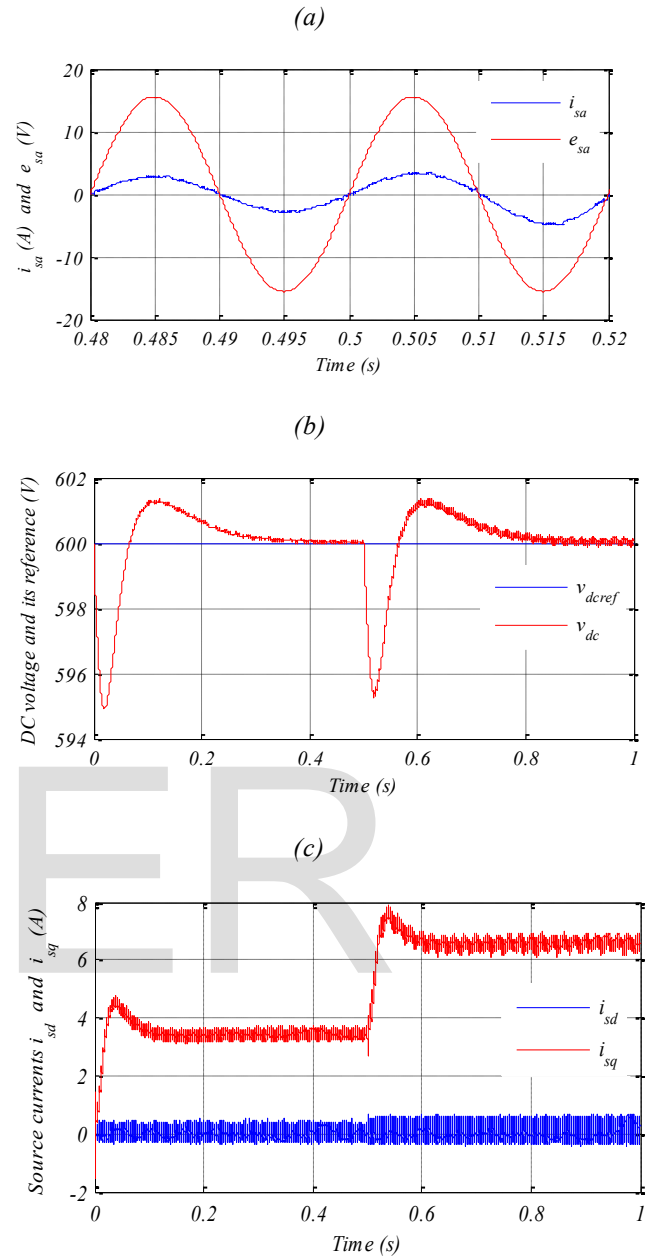 (a)
i_sa (A) and e_sa (V)
20
10
0
-10
-20
i_sa
e_sa
0.48 0.485 0.49 0.495 0.5 0.505 0.51 0.515 0.52
Time (s)
(b)
DC voltage and its reference (V)
602
600
598
596
594
v_dcref
v_dc
0 0.2 0.4 0.6 0.8 1
Time (s)
ER
(c)
Source currents i_sd and i_sq (A)
8
6
4
2
0
-2
i_sd
i_sq
0 0.2 0.4 0.6 0.8 1
Time (s)